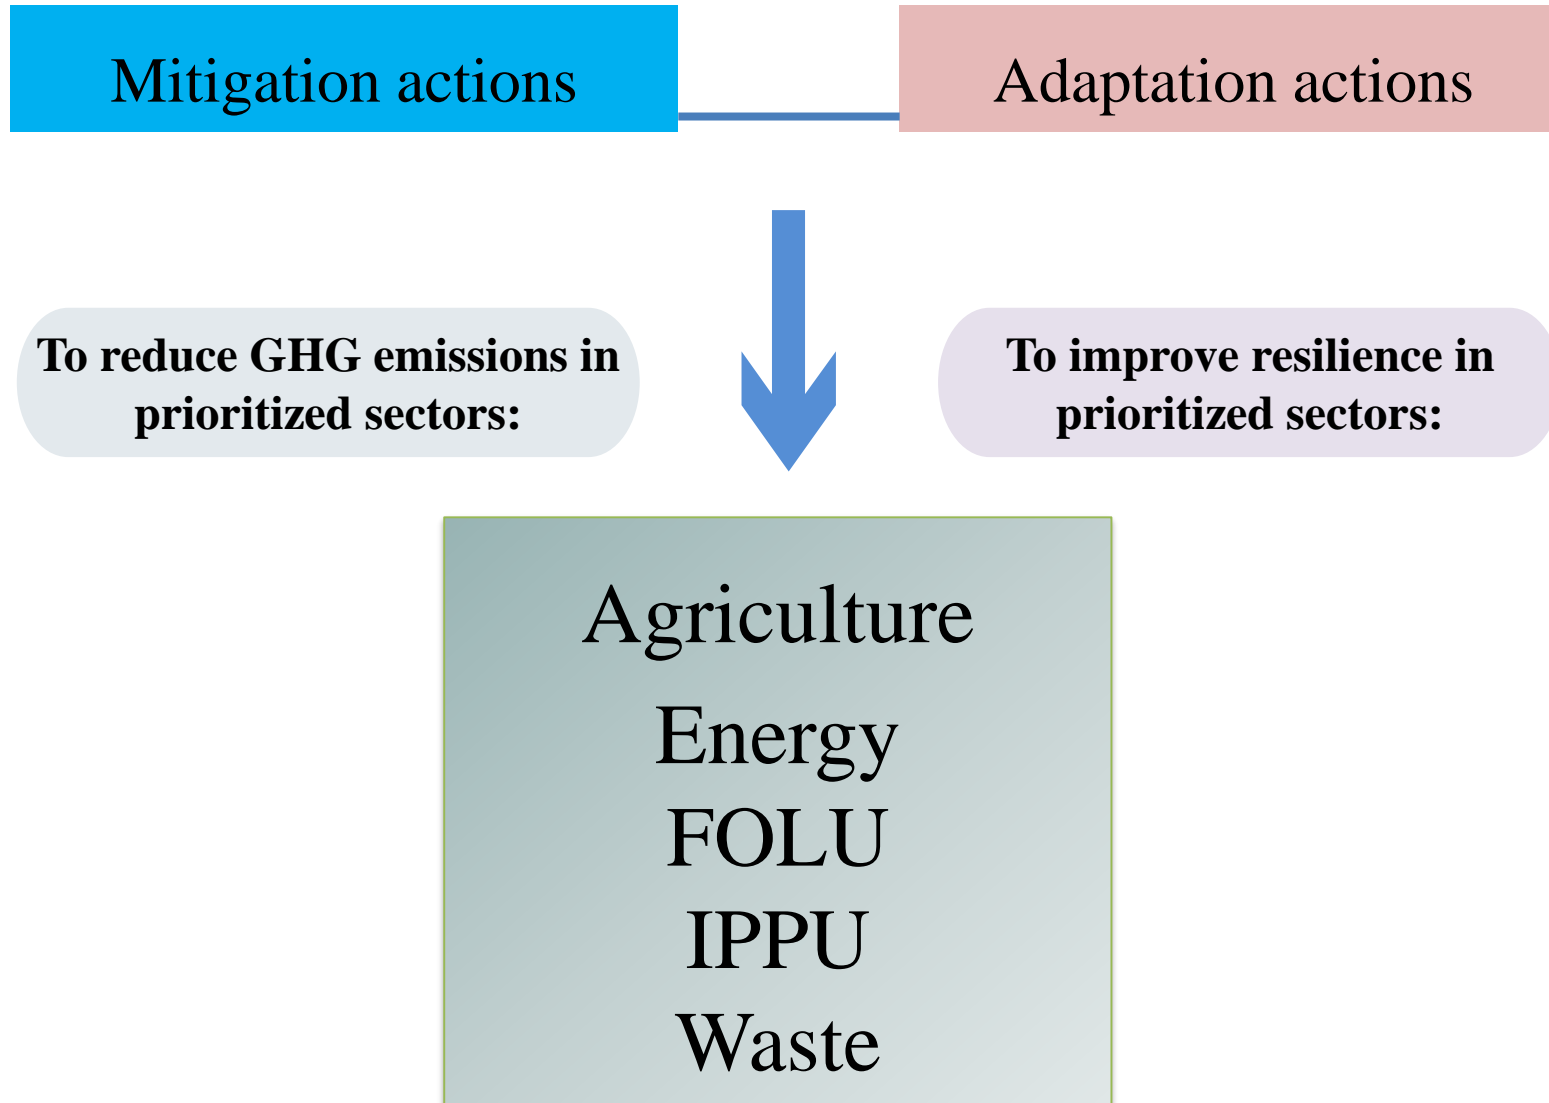 Mitigation actions
Adaptation actions
To reduce GHG emissions in
prioritized sectors:
To improve resilience in
prioritized sectors:
Agriculture
Energy
FOLU
IPPU
Waste